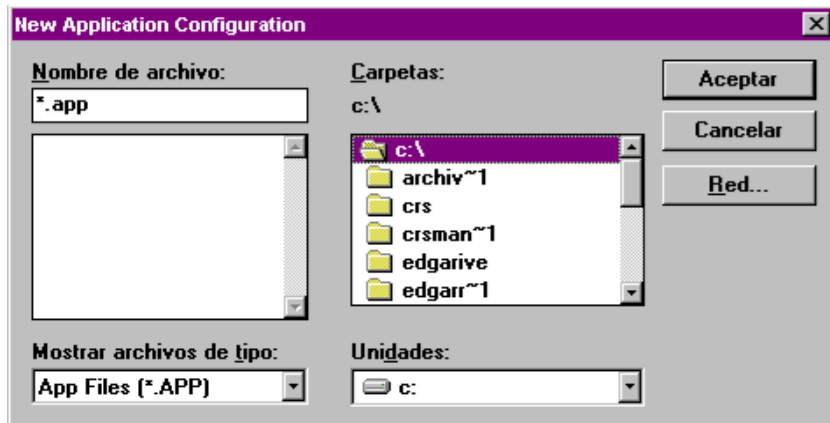 New Application Configuration
Nombre de archivo:
*.app
Carpetas:
c:\
c:\
archiv~1
crs
crsman~1
edgarive
edgarr~1
Aceptar
Cancelar
Red...
Mostrar archivos de tipo:
App Files (*.APP)
Unidades:
c: